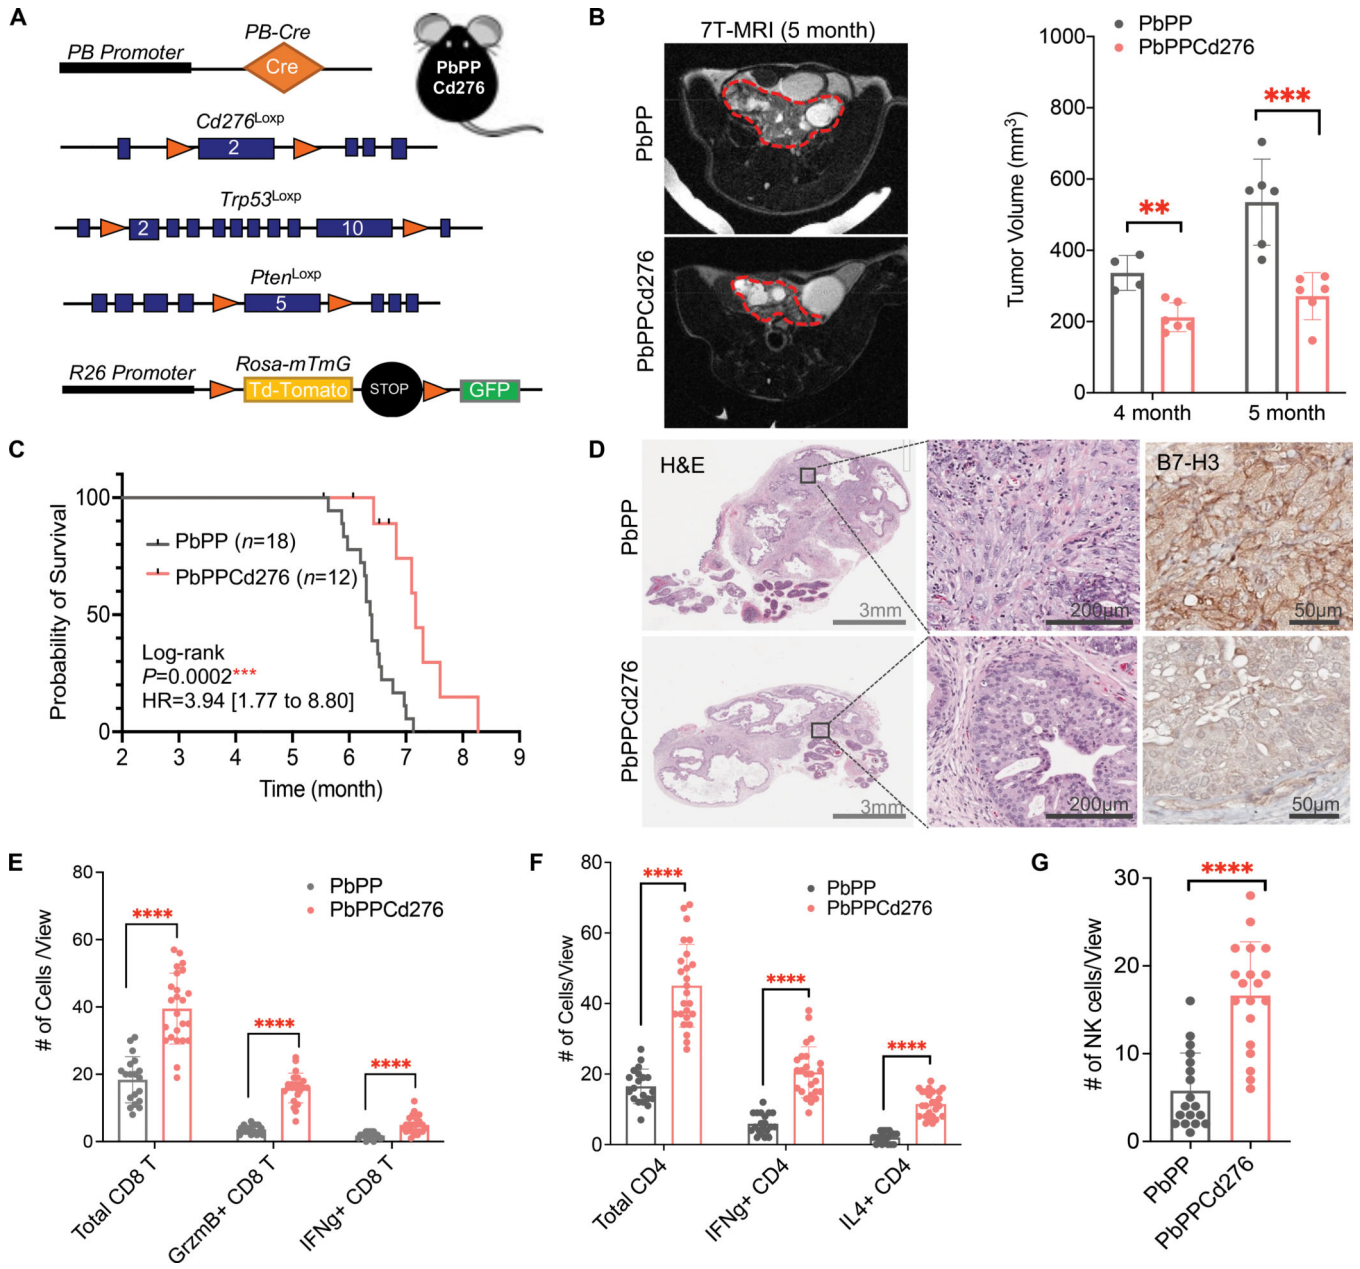 A
PB Promoter
PB-Cre
Cre
PbPP
Cd276
Cd276Loxp
2
Trp53Loxp
2
10
PtenLoxp
5
R26 Promoter
Rosa-mTmG
Td-Tomato
STOP
GFP
B
7T-MRI (5 month)
PbPP
PbPPCd276
PbPP
PbPPCd276
Tumor Volume (mm3)
1000
800
600
400
200
0
**
***
4 month
5 month
C
Probability of Survival
100
50
0
PbPP (n=18)
PbPPCd276 (n=12)
Log-rank
P=0.0002***
HR=3.94 [1.77 to 8.80]
2 3 4 5 6 7 8 9
Time (month)
D
H&E
B7-H3
PbPP
3mm
200µm
50µm
PbPPCd276
3mm
200µm
50µm
E
# of Cells /View
80
60
40
20
0
PbPP
PbPPCd276
****
****
****
Total CD8 T
GrzmB+ CD8 T
IFNg+ CD8 T
F
# of Cells/View
80
60
40
20
0
PbPP
PbPPCd276
****
****
****
Total CD4
IFNg+ CD4
IL4+ CD4
G
# of NK cells/View
30
20
10
0
****
PbPP
PbPPCd276